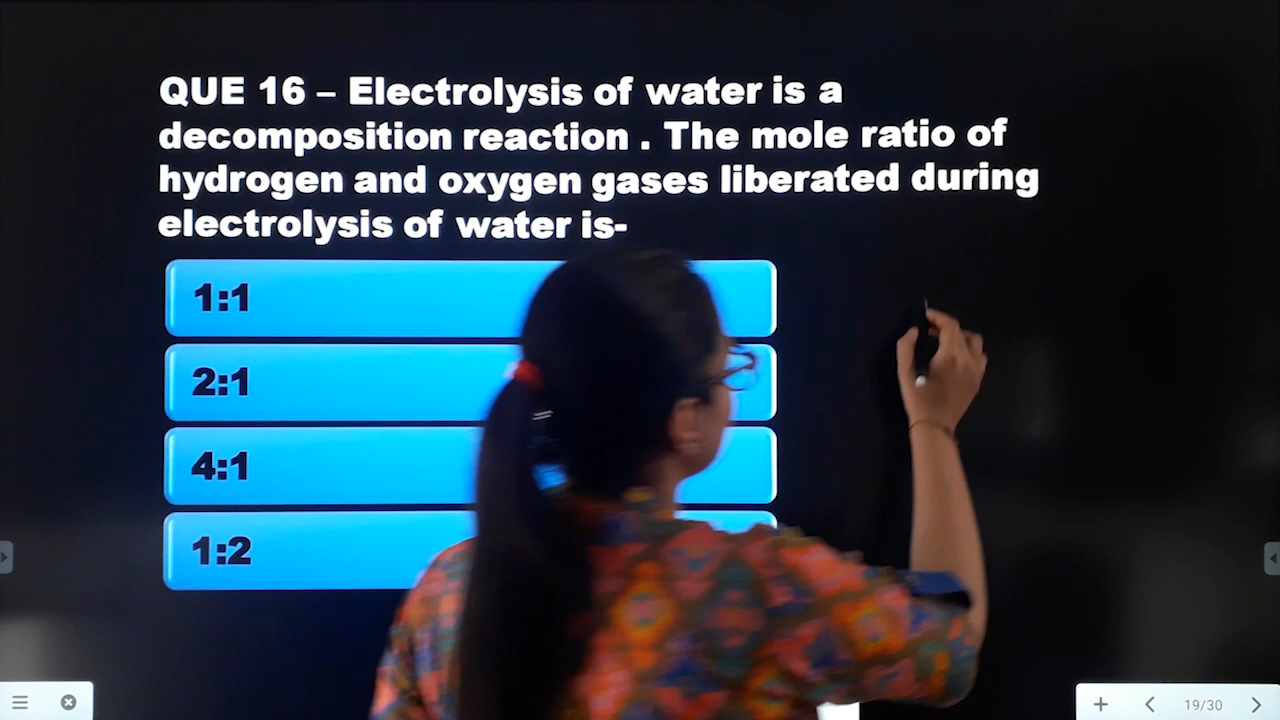 QUE 16 – Electrolysis of water is a
decomposition reaction . The mole ratio of
hydrogen and oxygen gases liberated during
electrolysis of water is-
1:1
2:1
4:1
1:2
19/30